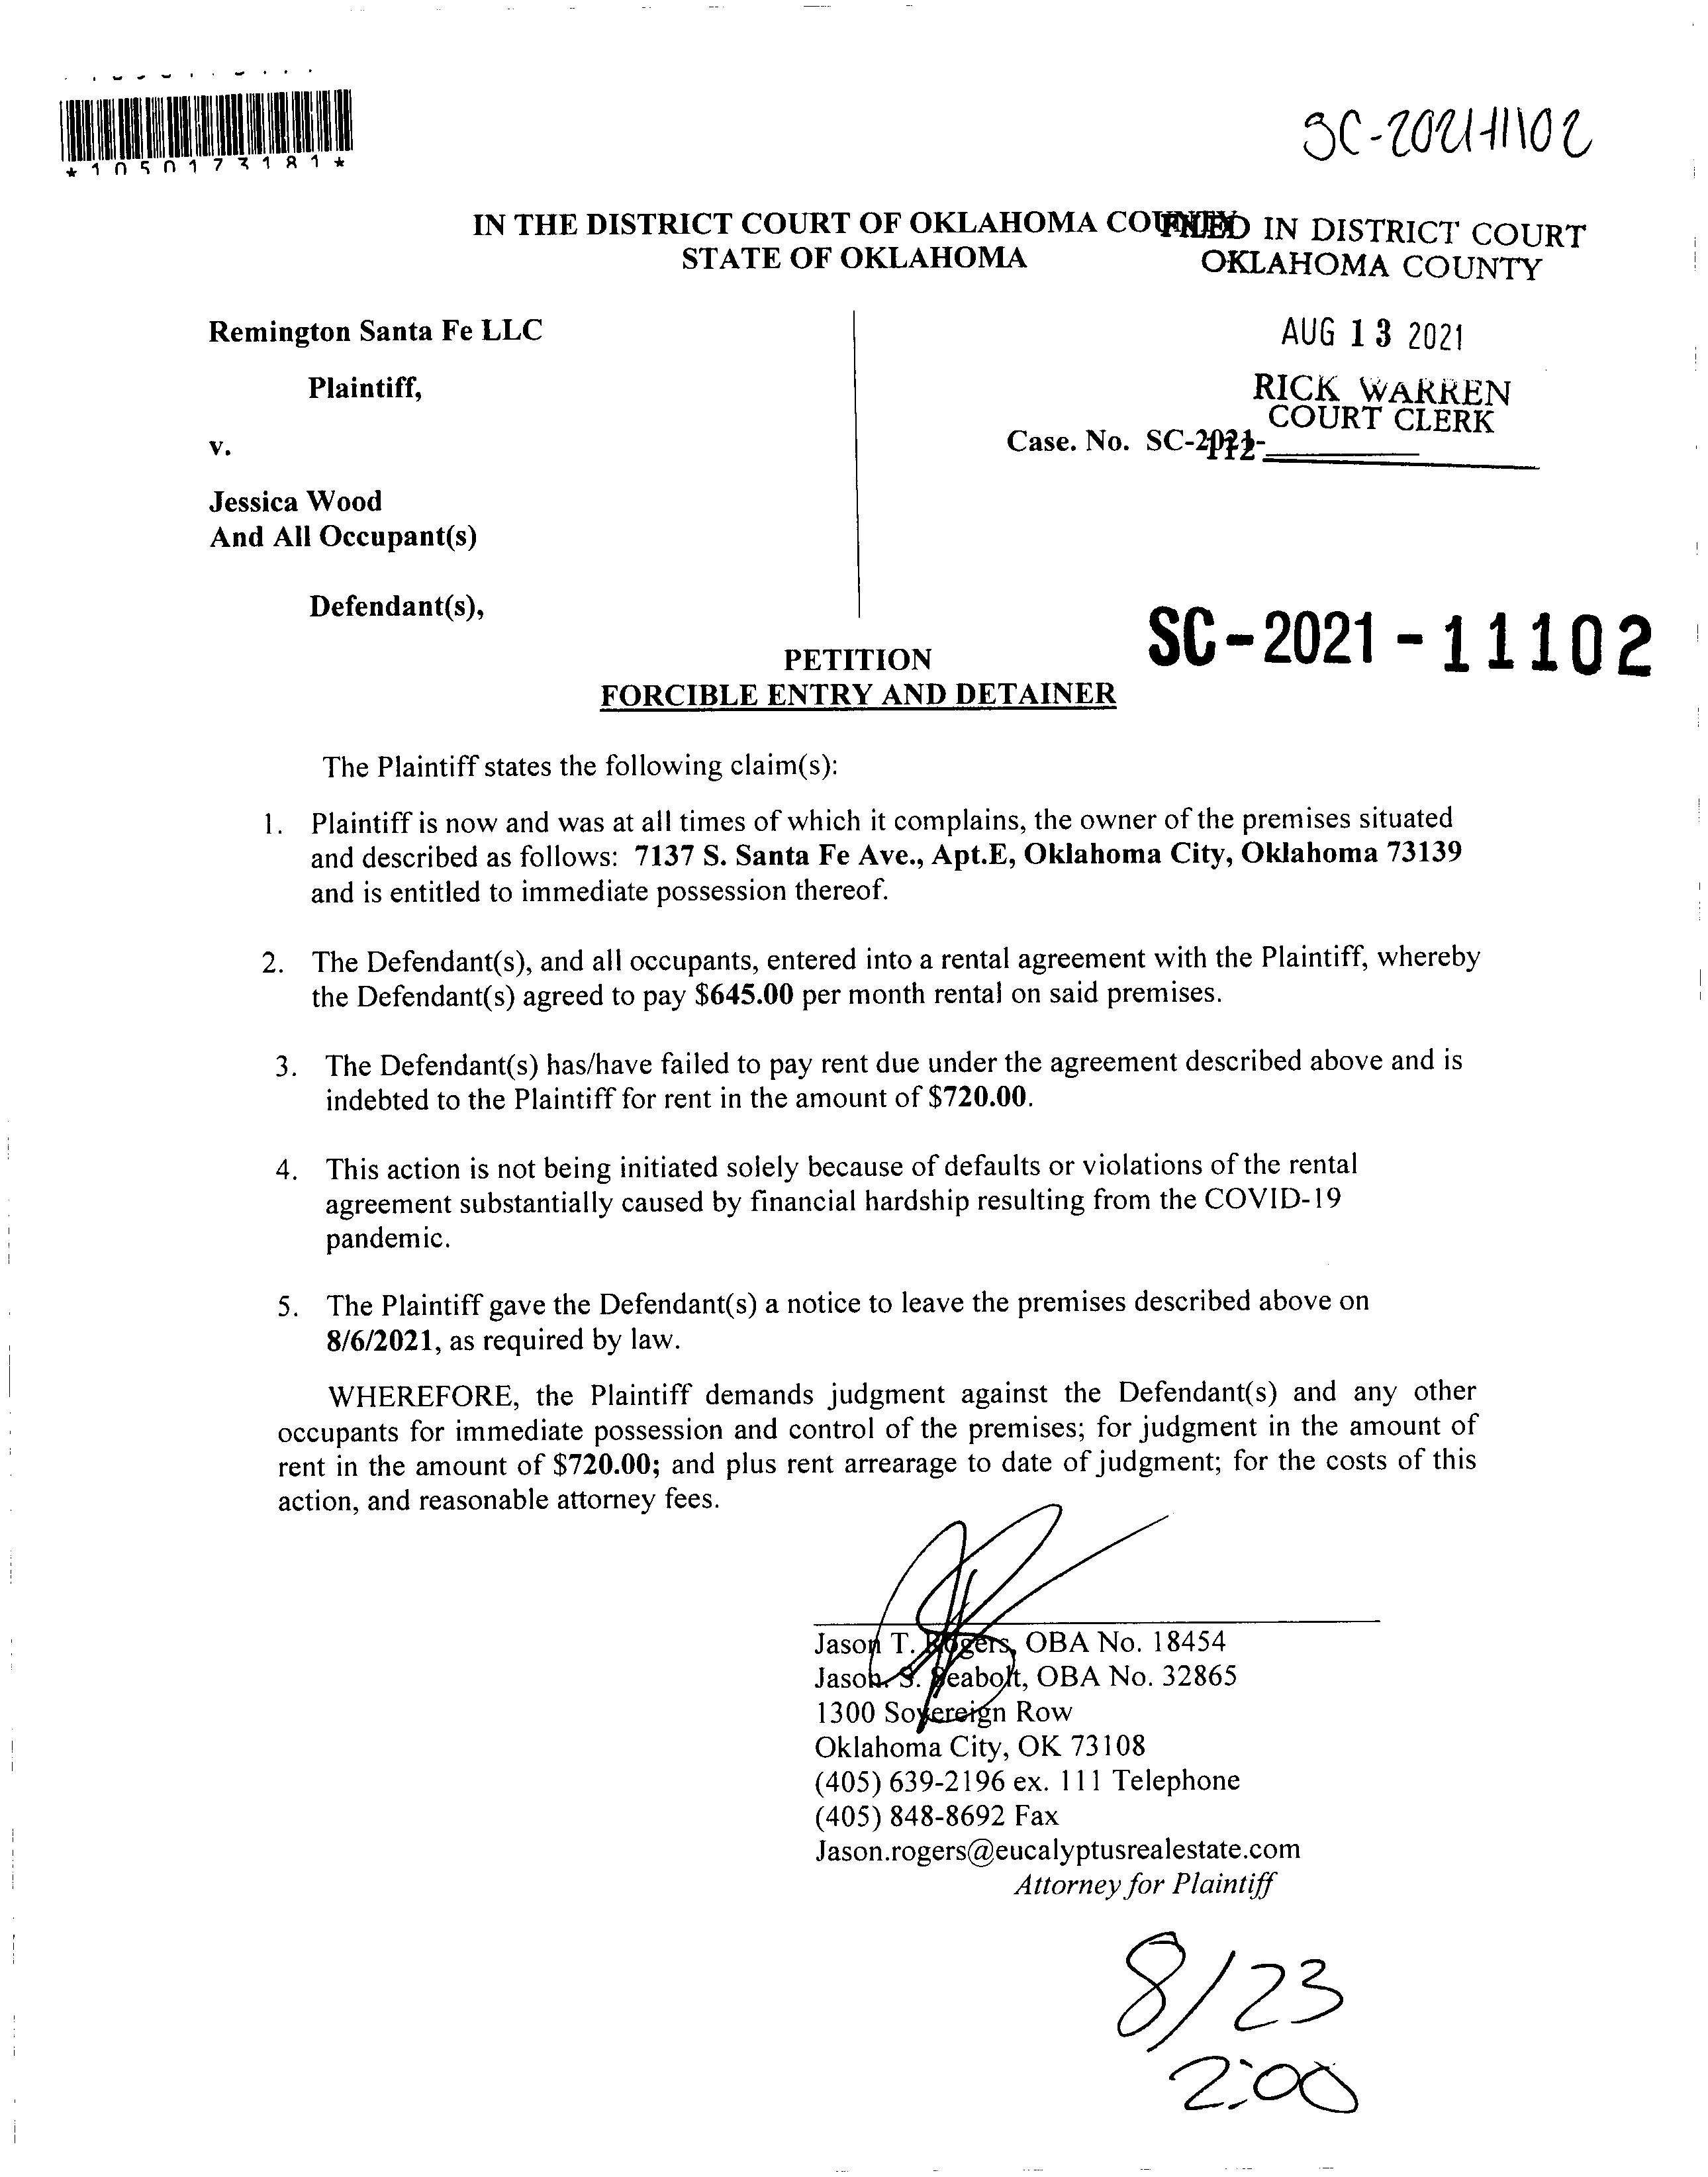 *1050173181*
SC-2021-11102
IN THE DISTRICT COURT OF OKLAHOMA COUNTY
STATE OF OKLAHOMA
FILED IN DISTRICT COURT
OKLAHOMA COUNTY
AUG 13 2021
RICK WARREN
COURT CLERK
112
Remington Santa Fe LLC
Plaintiff,
v.
Case. No. SC-2021-
Jessica Wood
And All Occupant(s)
Defendant(s),
SC-2021-11102
PETITION
FORCIBLE ENTRY AND DETAINER
The Plaintiff states the following claim(s):
1. Plaintiff is now and was at all times of which it complains, the owner of the premises situated
and described as follows: 7137 S. Santa Fe Ave., Apt.E, Oklahoma City, Oklahoma 73139
and is entitled to immediate possession thereof.
2. The Defendant(s), and all occupants, entered into a rental agreement with the Plaintiff, whereby
the Defendant(s) agreed to pay $645.00 per month rental on said premises.
3. The Defendant(s) has/have failed to pay rent due under the agreement described above and is
indebted to the Plaintiff for rent in the amount of $720.00.
4. This action is not being initiated solely because of defaults or violations of the rental
agreement substantially caused by financial hardship resulting from the COVID-19
pandemic.
5. The Plaintiff gave the Defendant(s) a notice to leave the premises described above on
8/6/2021, as required by law.
WHEREFORE, the Plaintiff demands judgment against the Defendant(s) and any other
occupants for immediate possession and control of the premises; for judgment in the amount of
rent in the amount of $720.00; and plus rent arrearage to date of judgment; for the costs of this
action, and reasonable attorney fees.
Jason T. Rogers, OBA No. 18454
Jason. S. Seabolt, OBA No. 32865
1300 Sovereign Row
Oklahoma City, OK 73108
(405) 639-2196 ex. 111 Telephone
(405) 848-8692 Fax
Jason.rogers@eucalyptusrealestate.com
Attorney for Plaintiff
8/23
2:00